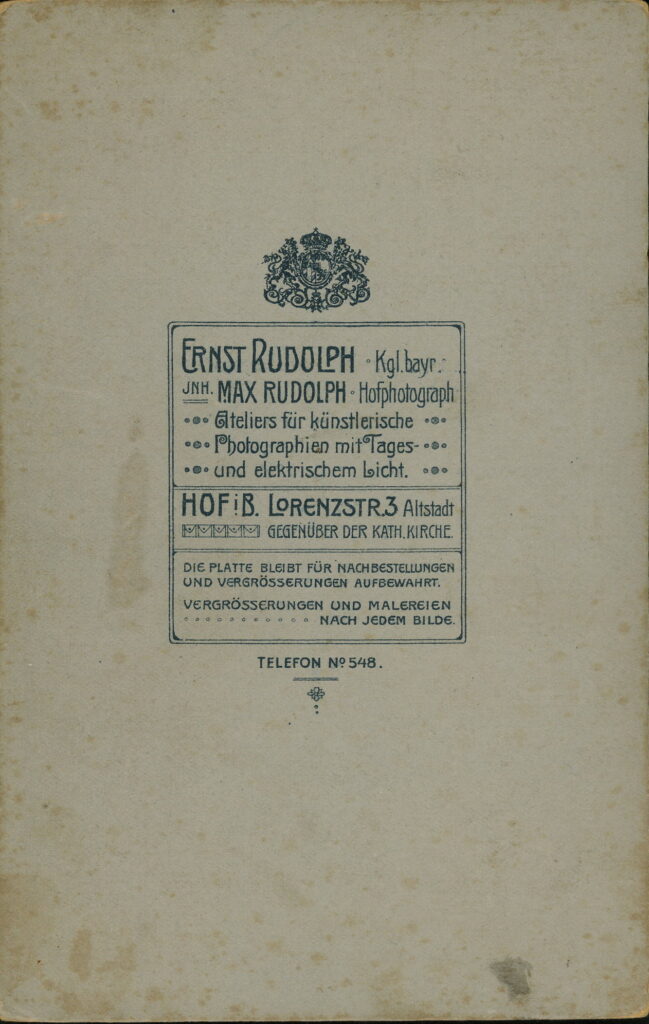 ERNST RUDOLPH · Kgl. bayr.
JNH. MAX RUDOLPH · Hofphotograph
Ateliers für künstlerische
Photographien mit Tages-
und elektrischem Licht.
HOF i B. LORENZSTR. 3 Altstadt
GEGENÜBER DER KATH. KIRCHE.
DIE PLATTE BLEIBT FÜR NACHBESTELLUNGEN
UND VERGRÖSSERUNGEN AUFBEWAHRT.
VERGRÖSSERUNGEN UND MALEREIEN
NACH JEDEM BILDE.
TELEFON Nº 548.